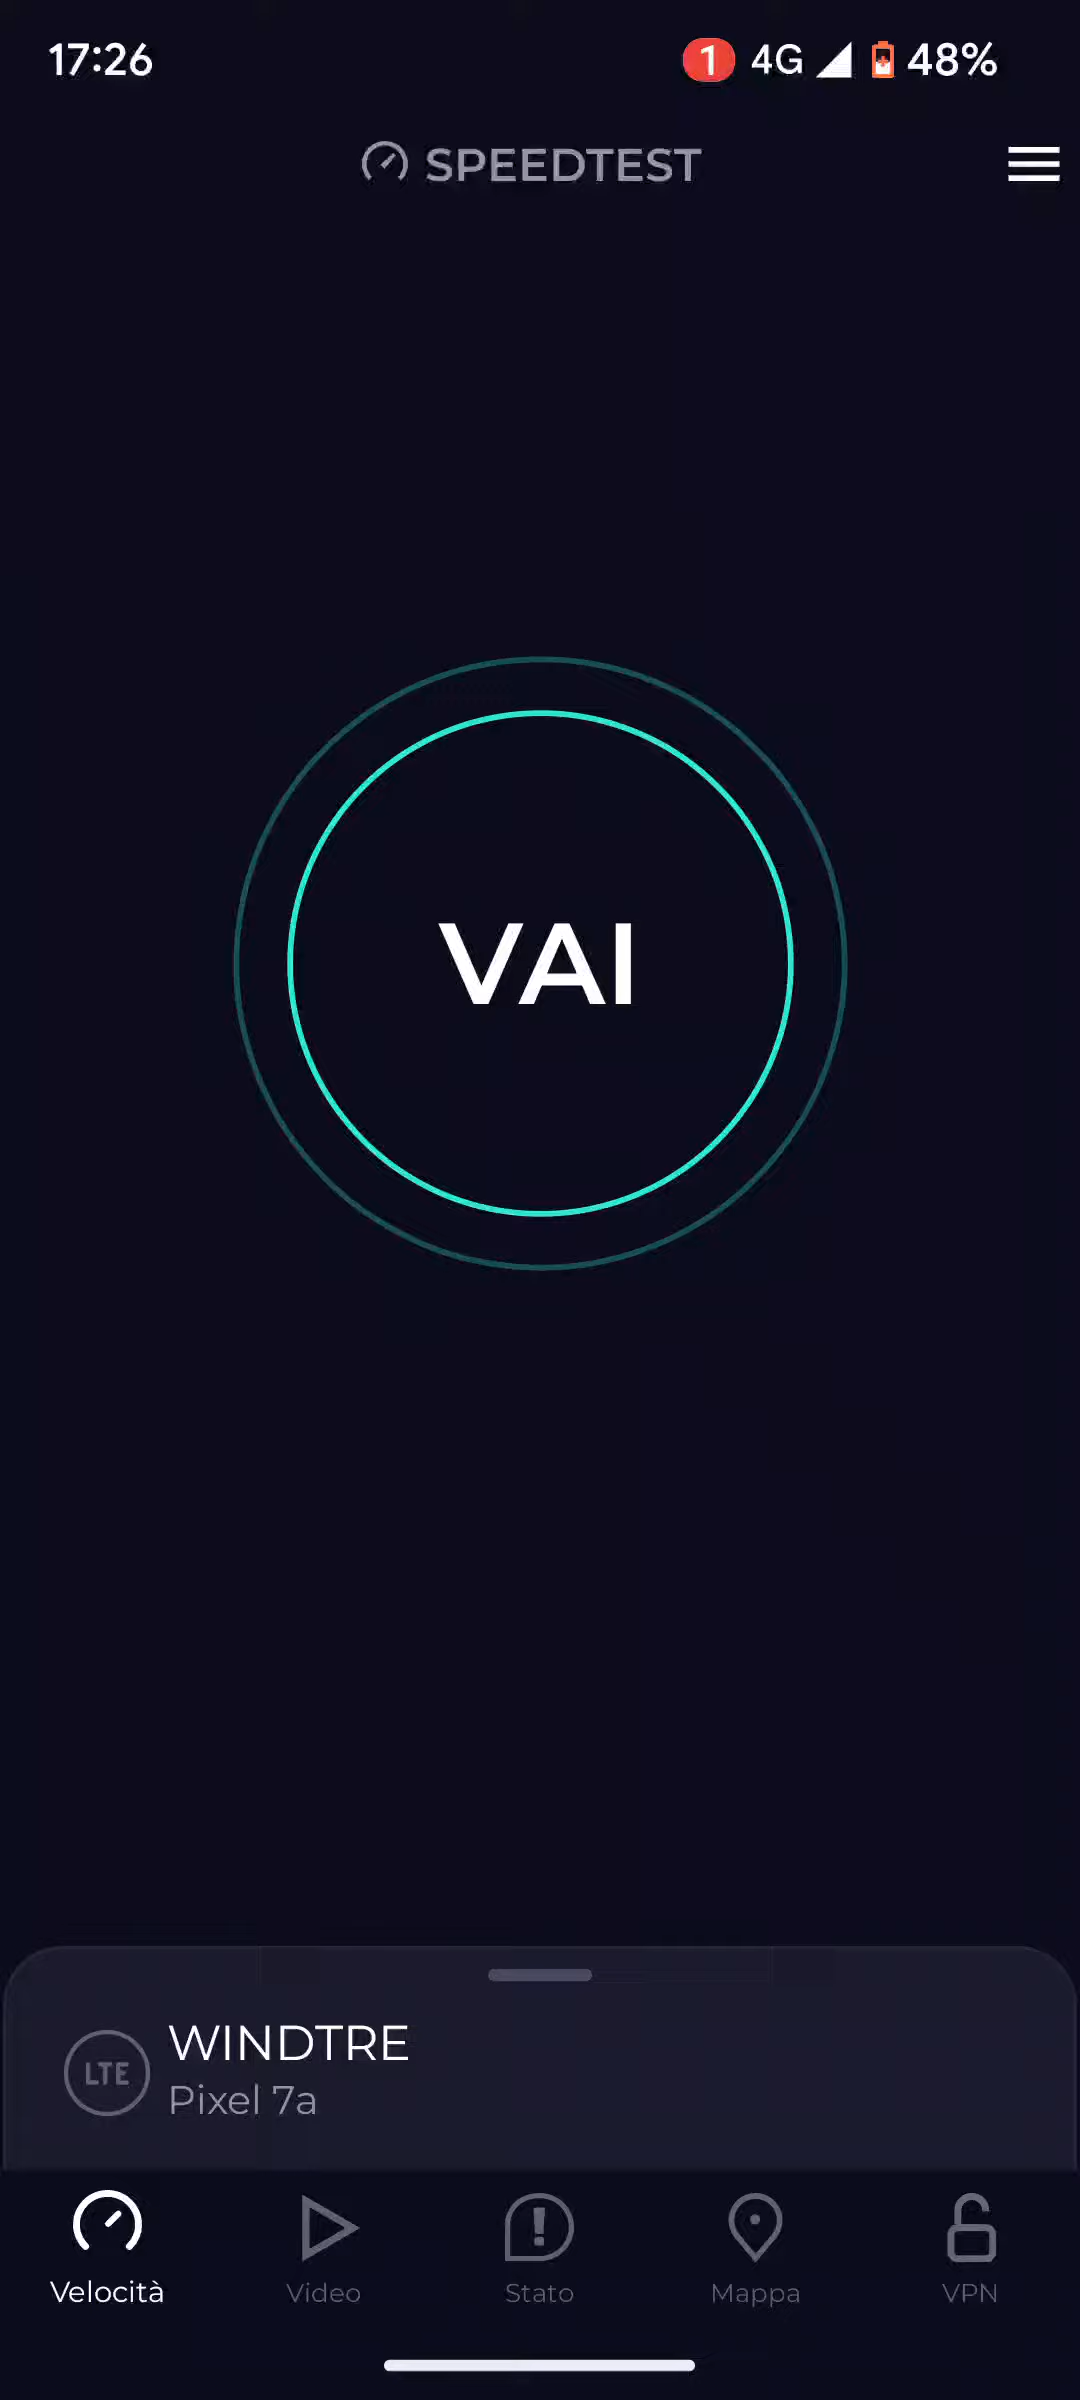 17:26
1 4G 48%
SPEEDTEST
VAI
LTE
WINDTRE
Pixel 7a
Velocità
Video
Stato
Mappa
VPN